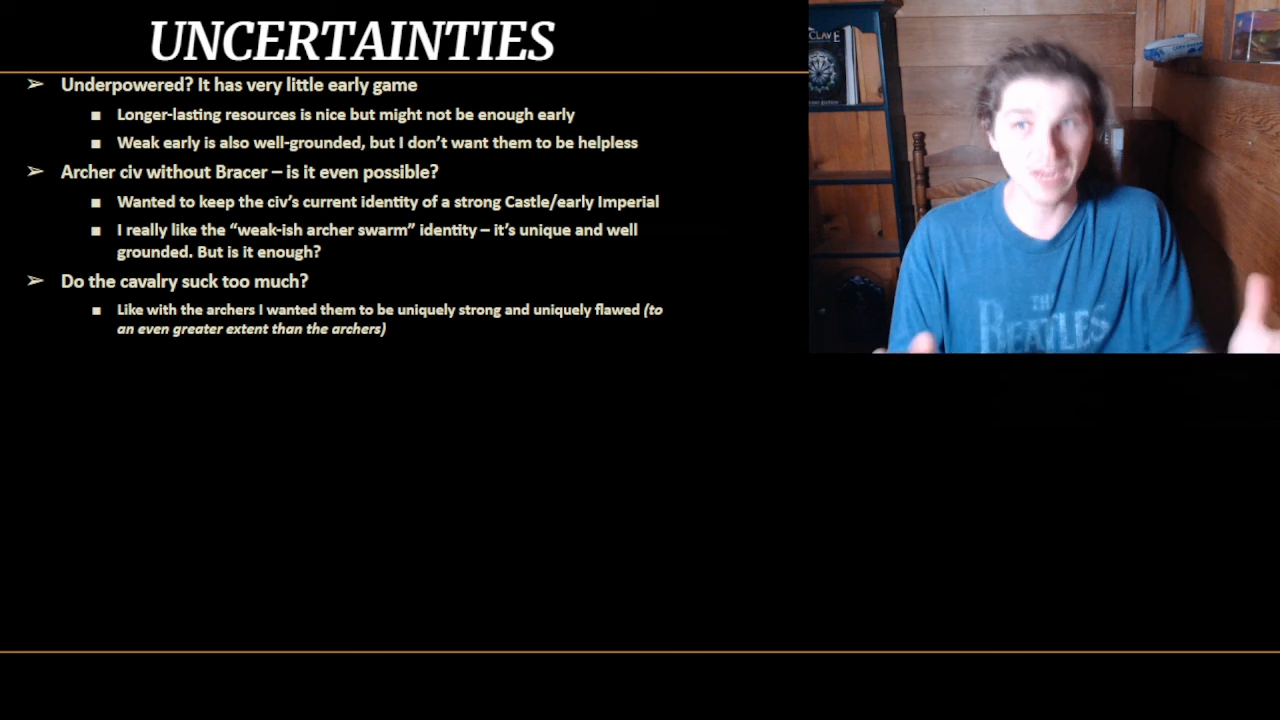 UNCERTAINTIES
➢ Underpowered? It has very little early game
■ Longer-lasting resources is nice but might not be enough early
■ Weak early is also well-grounded, but I don’t want them to be helpless
➢ Archer civ without Bracer – is it even possible?
■ Wanted to keep the civ’s current identity of a strong Castle/early Imperial
■ I really like the “weak-ish archer swarm” identity – it’s unique and well
grounded. But is it enough?
➢ Do the cavalry suck too much?
■ Like with the archers I wanted them to be uniquely strong and uniquely flawed (to
an even greater extent than the archers)
THE
BEATLES